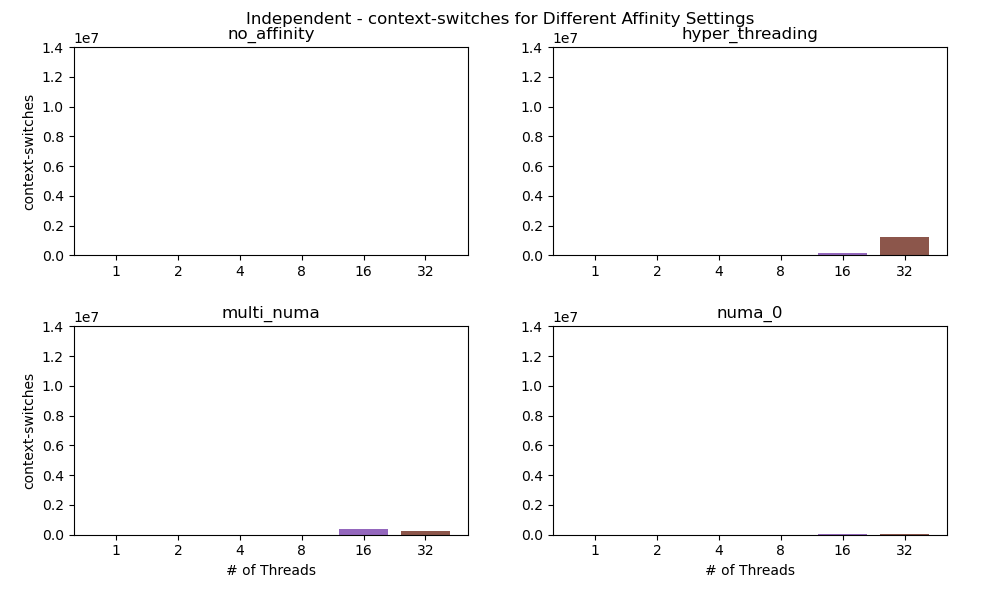 Independent - context-switches for Different Affinity Settings
no_affinity
1e7
1.4
1.2
1.0
0.8
0.6
0.4
0.2
0.0
context-switches
1 2 4 8 16 32
hyper_threading
1e7
1.4
1.2
1.0
0.8
0.6
0.4
0.2
0.0
1 2 4 8 16 32
multi_numa
1e7
1.4
1.2
1.0
0.8
0.6
0.4
0.2
0.0
context-switches
1 2 4 8 16 32
# of Threads
numa_0
1e7
1.4
1.2
1.0
0.8
0.6
0.4
0.2
0.0
1 2 4 8 16 32
# of Threads